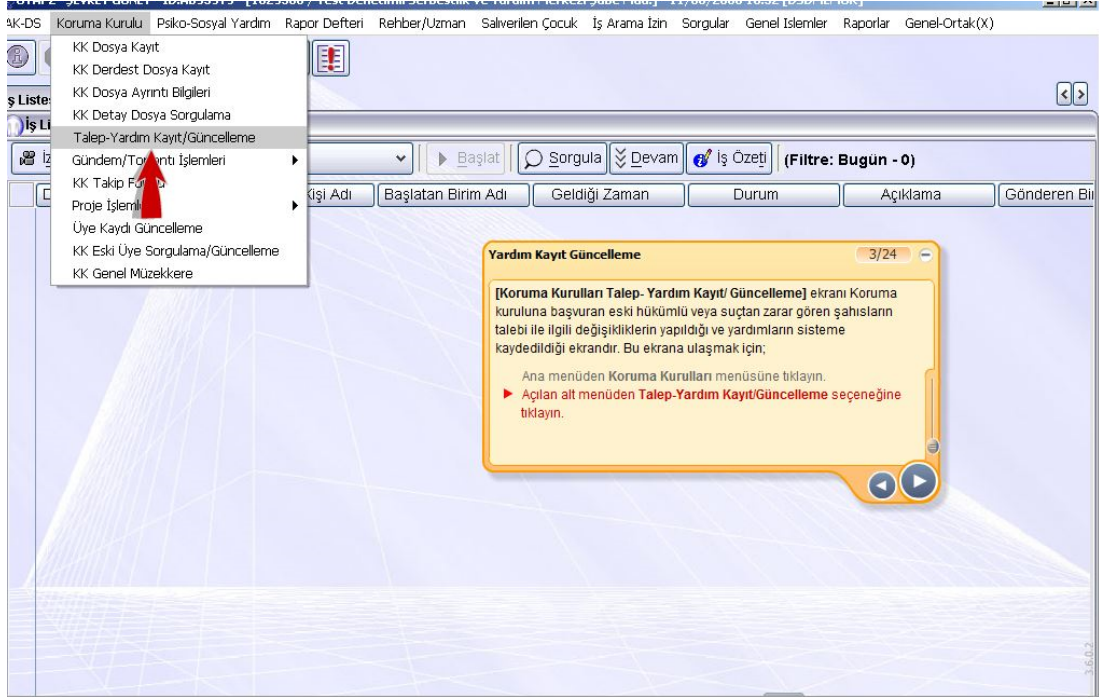 AK-DS Koruma Kurulu Psiko-Sosyal Yardım Rapor Defteri Rehber/Uzman Salıverilen Çocuk İş Arama İzin Sorgular Genel Islemler Raporlar Genel-Ortak(X)
KK Dosya Kayıt
KK Derdest Dosya Kayıt
KK Dosya Ayrıntı Bilgileri
KK Detay Dosya Sorgulama
Talep-Yardım Kayıt/Güncelleme
Gündem/Toplantı İşlemleri
KK Takip
Proje İşlemleri
Üye Kaydı Güncelleme
KK Eski Üye Sorgulama/Güncelleme
KK Genel Müzekkere
ş Liste
İş Li
Başlat Sorgula Devam İş Özeti (Filtre: Bugün - 0)
Kişi Adı Başlatan Birim Adı Geldiği Zaman Durum Açıklama Gönderen Bi
Yardım Kayıt Güncelleme 3/24
[Koruma Kurulları Talep- Yardım Kayıt/ Güncelleme] ekranı Koruma
kuruluna başvuran eski hükümlü veya suçtan zarar gören şahısların
talebi ile ilgili değişikliklerin yapıldığı ve yardımların sisteme
kaydedildiği ekrandır. Bu ekrana ulaşmak için;
Ana menüden Koruma Kurulları menüsüne tıklayın.
Açılan alt menüden Talep-Yardım Kayıt/Güncelleme seçeneğine
tıklayın.
3.6.0.2